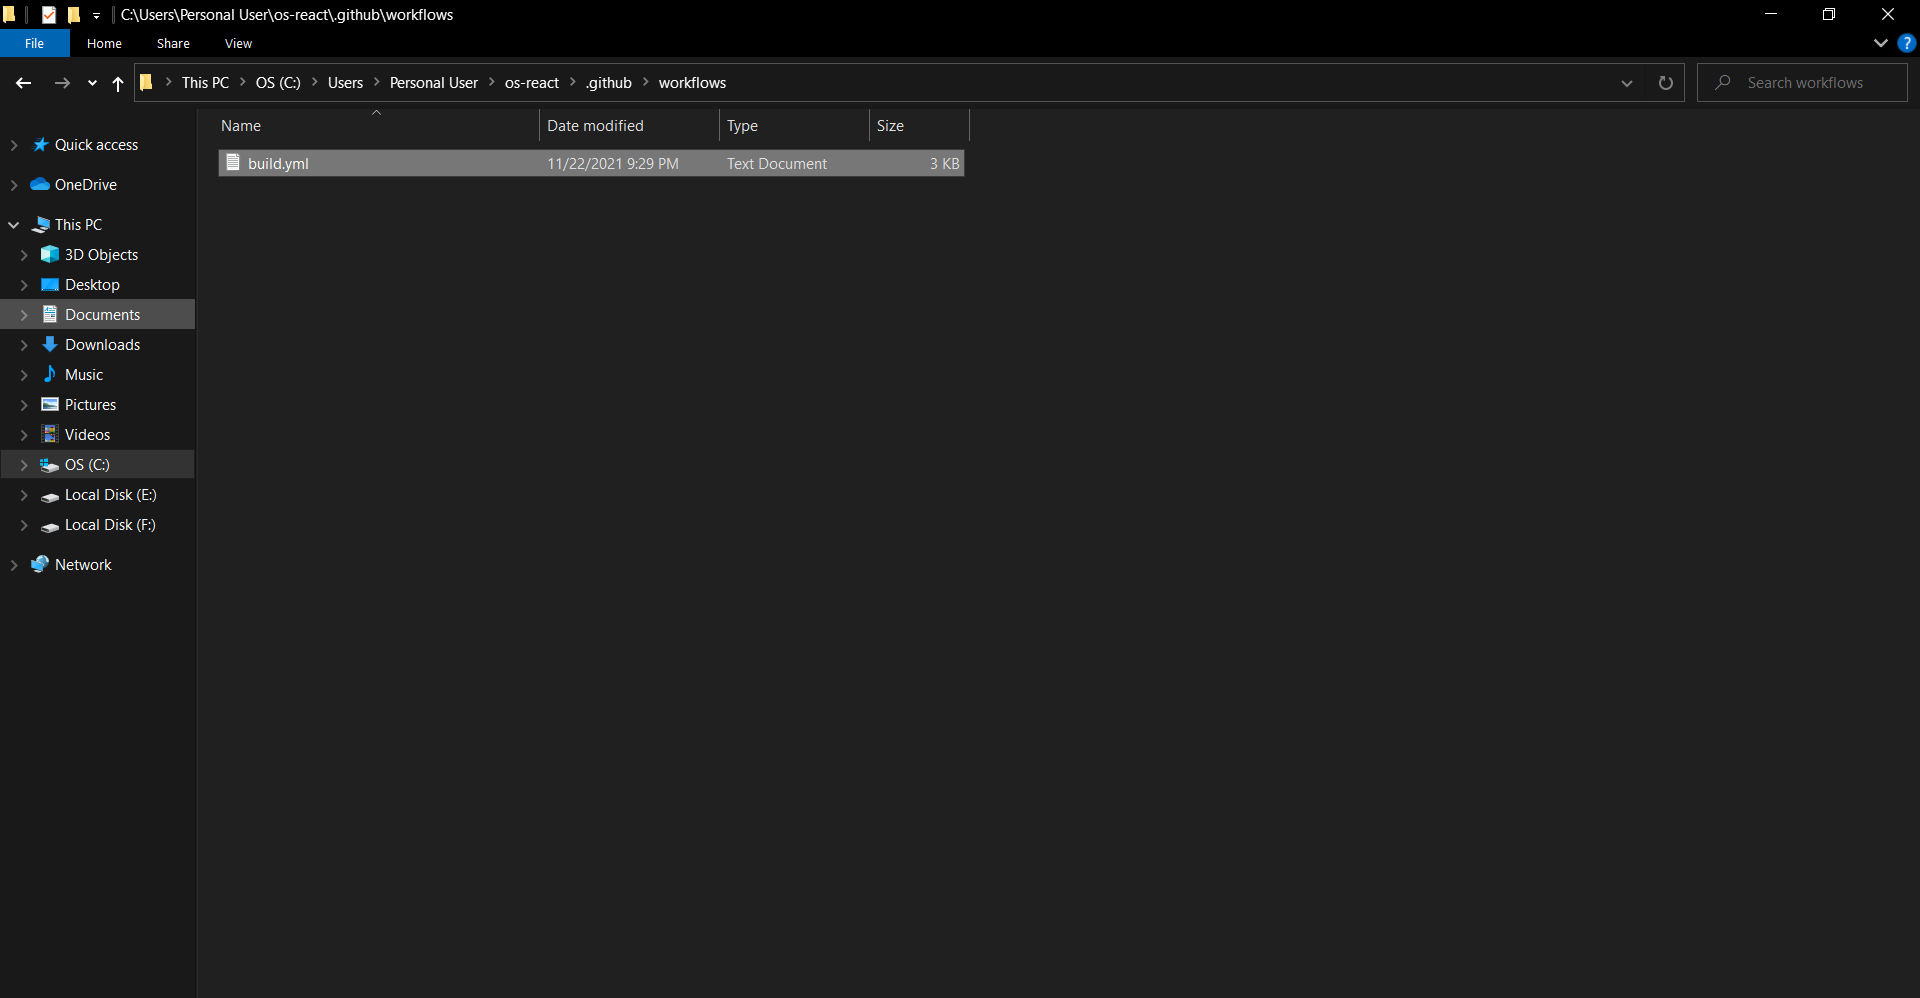 C:\Users\Personal User\os-react\.github\workflows
File Home Share View
?
This PC OS (C:) Users Personal User os-react .github workflows
Search workflows
Name Date modified Type Size
build.yml 11/22/2021 9:29 PM Text Document 3 KB
Quick access
OneDrive
This PC
3D Objects
Desktop
Documents
Downloads
Music
Pictures
Videos
OS (C:)
Local Disk (E:)
Local Disk (F:)
Network